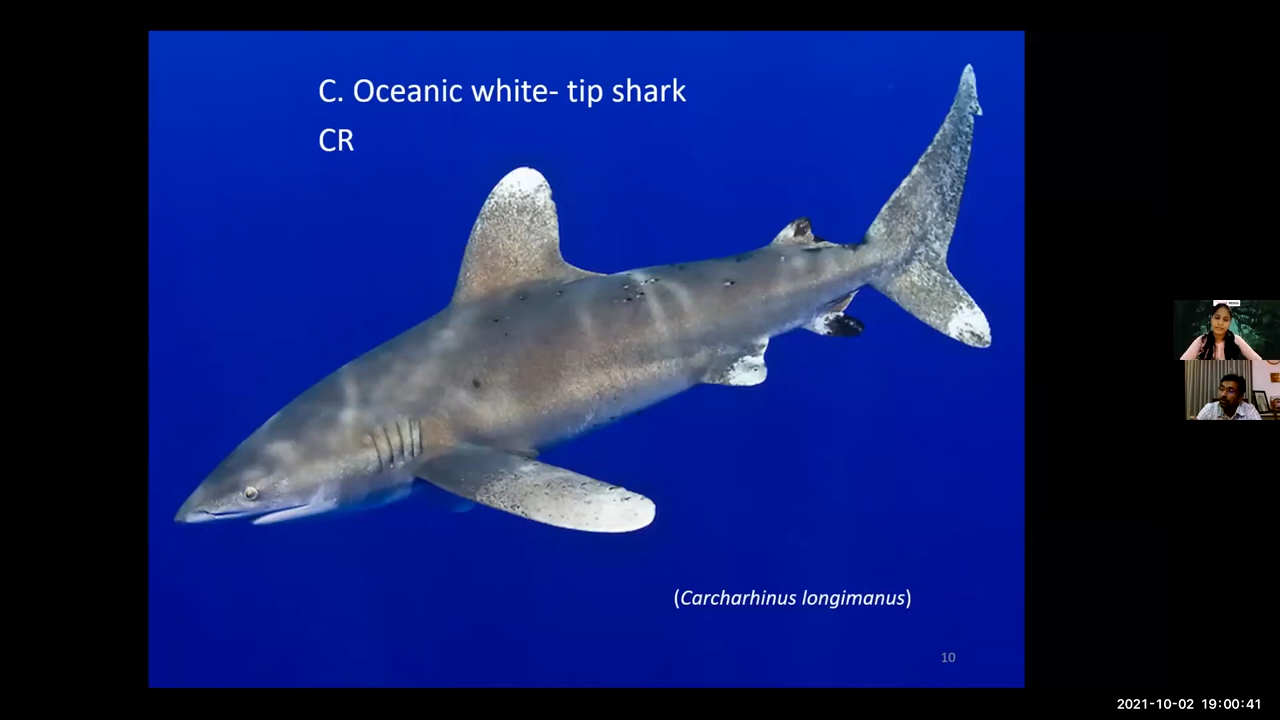 C. Oceanic white- tip shark
CR
(Carcharhinus longimanus)
10
2021-10-02 19:00:41